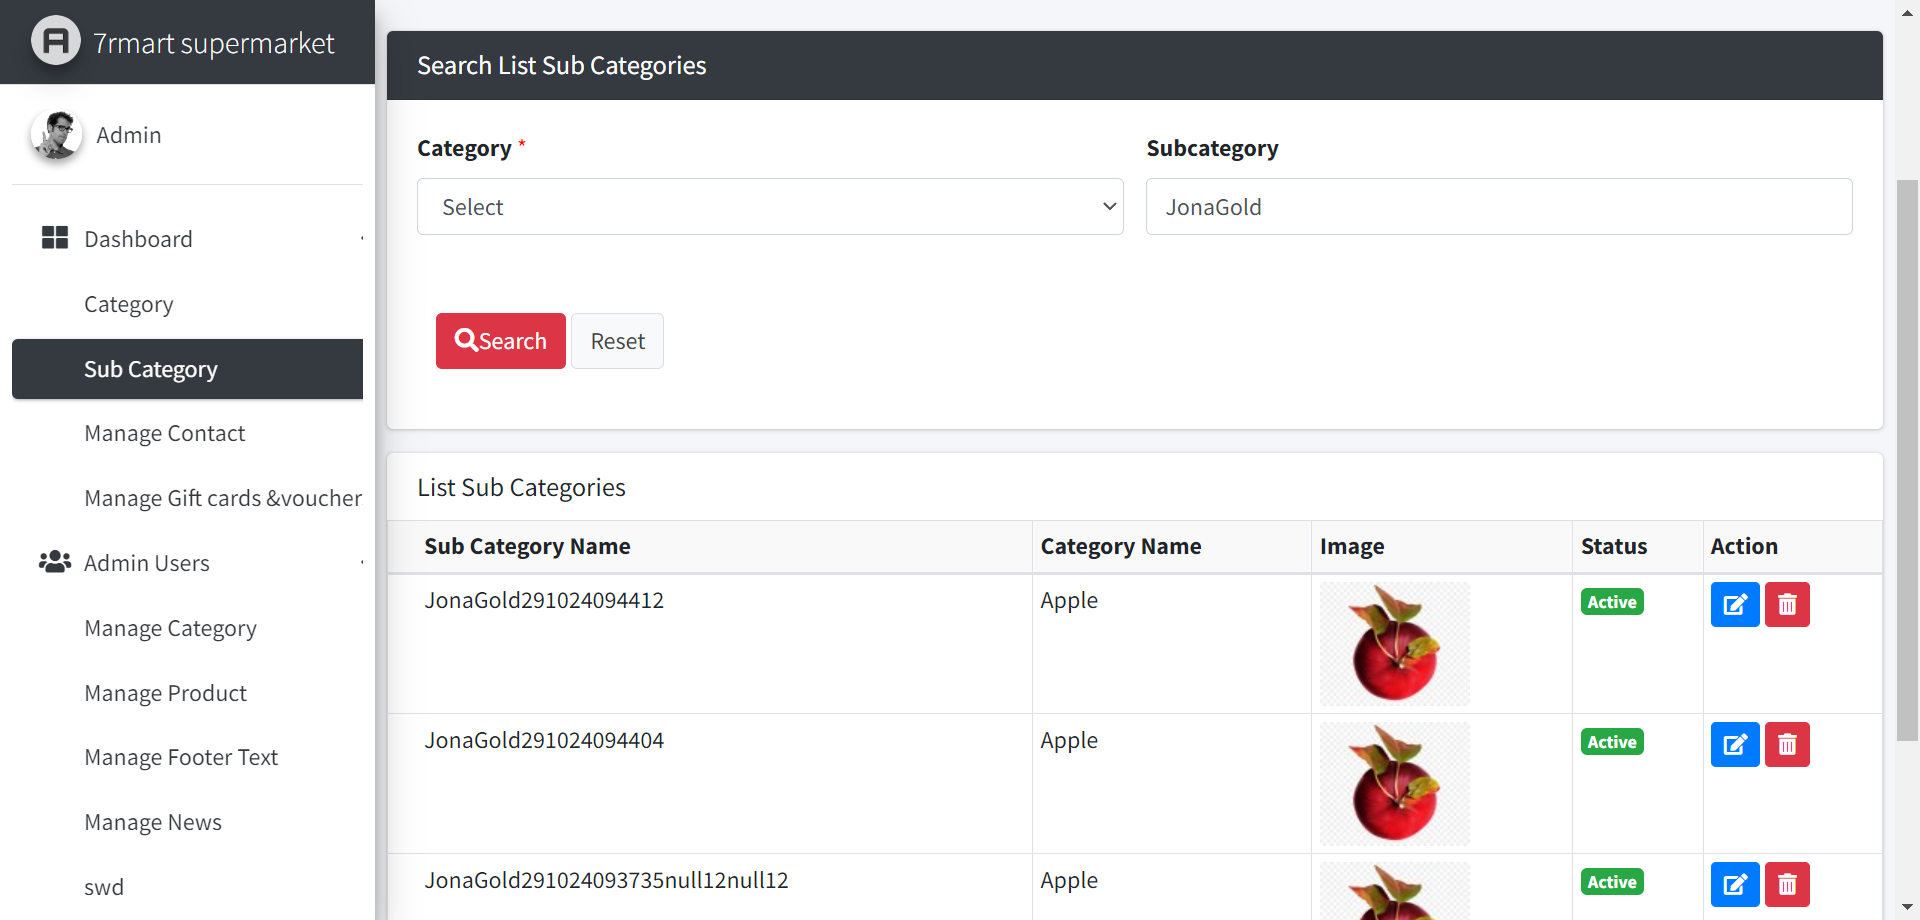 7rmart supermarket
Admin
Dashboard
Category
Sub Category
Manage Contact
Manage Gift cards &voucher
Admin Users
Manage Category
Manage Product
Manage Footer Text
Manage News
swd
Search List Sub Categories
Category * Subcategory
Select JonaGold
Search Reset
List Sub Categories
Sub Category Name Category Name Image Status Action
JonaGold291024094412 Apple Active
JonaGold291024094404 Apple Active
JonaGold291024093735null12null12 Apple Active